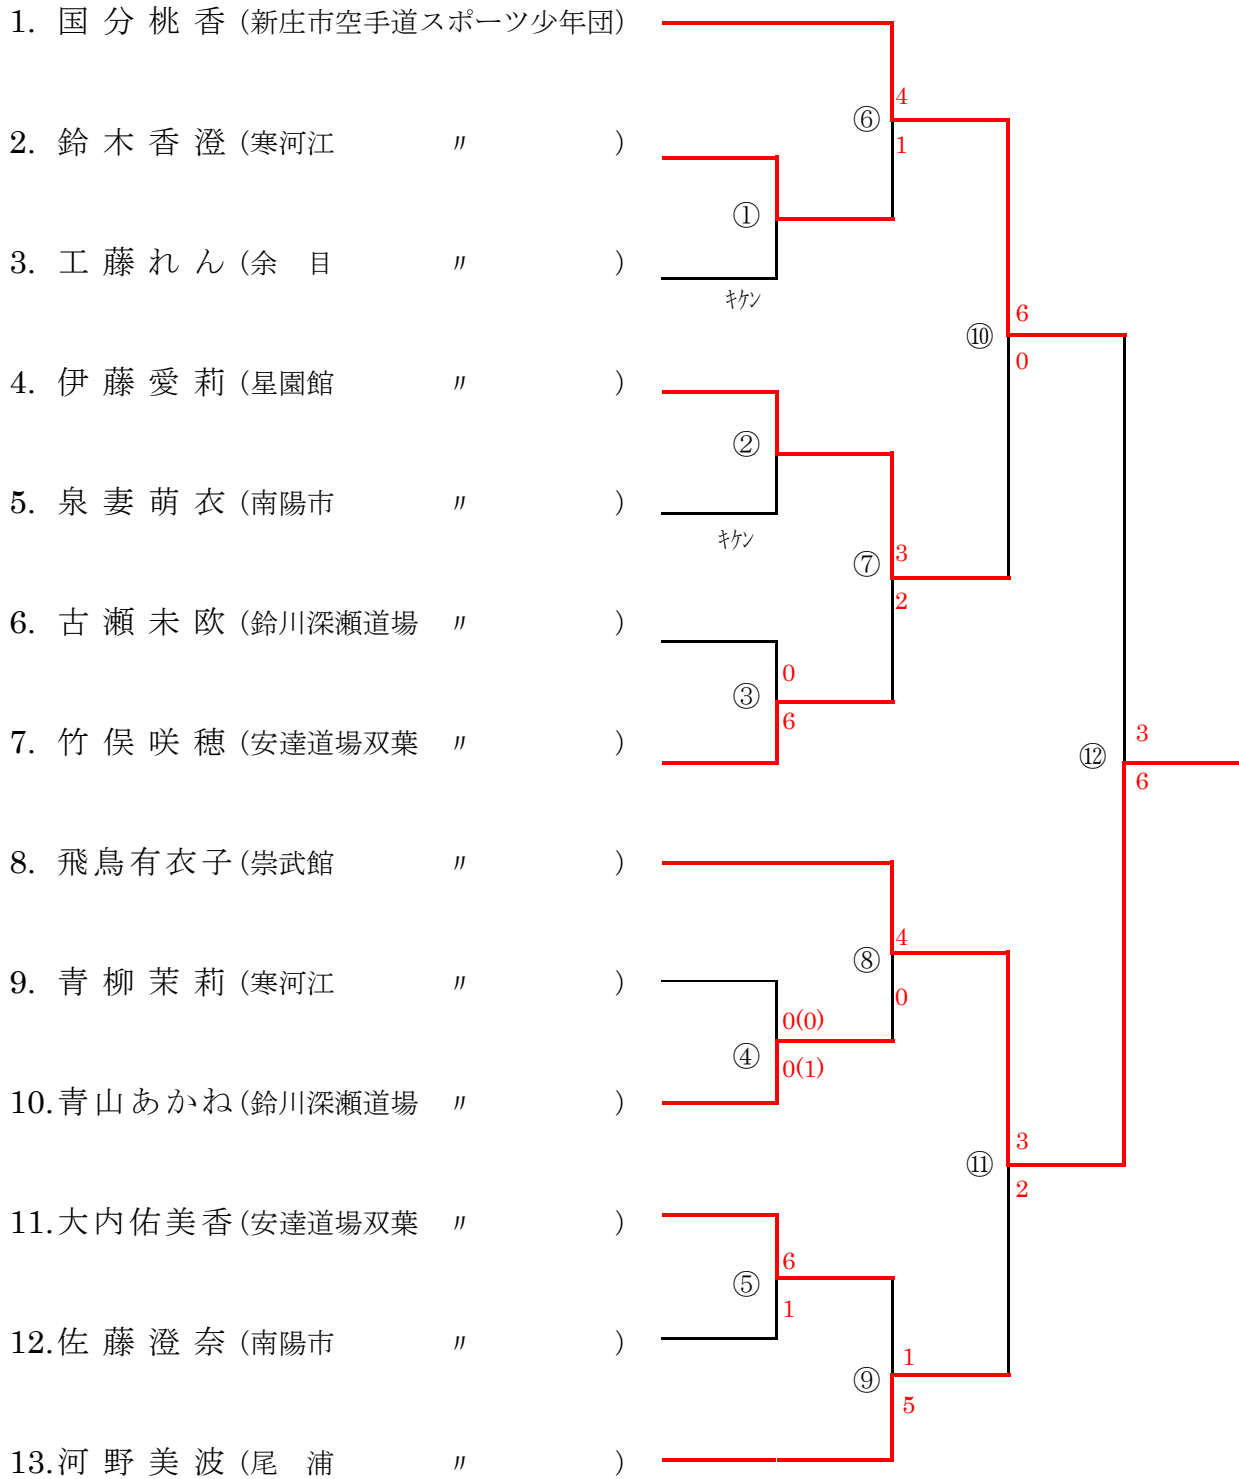 1. 国 分 桃 香 (新庄市空手道スポーツ少年団)
4
⑥
1
2. 鈴 木 香 澄 (寒河江 〃 )
①
3. 工 藤 れ ん (余 目 〃 )
キケン
6
⑩
0
4. 伊 藤 愛 莉 (星園館 〃 )
②
5. 泉 妻 萌 衣 (南陽市 〃 )
キケン
3
⑦
2
6. 古 瀬 未 欧 (鈴川深瀬道場 〃 )
0
③
6
7. 竹 俣 咲 穂 (安達道場双葉 〃 )
3
⑫
6
8. 飛鳥有衣子 (崇武館 〃 )
4
⑧
0
9. 青 柳 茉 莉 (寒河江 〃 )
0(0)
④
0(1)
10.青山あかね (鈴川深瀬道場 〃 )
3
⑪
2
11.大内佑美香 (安達道場双葉 〃 )
6
⑤
1
12.佐 藤 澄 奈 (南陽市 〃 )
1
⑨
5
13.河 野 美 波 (尾 浦 〃 )